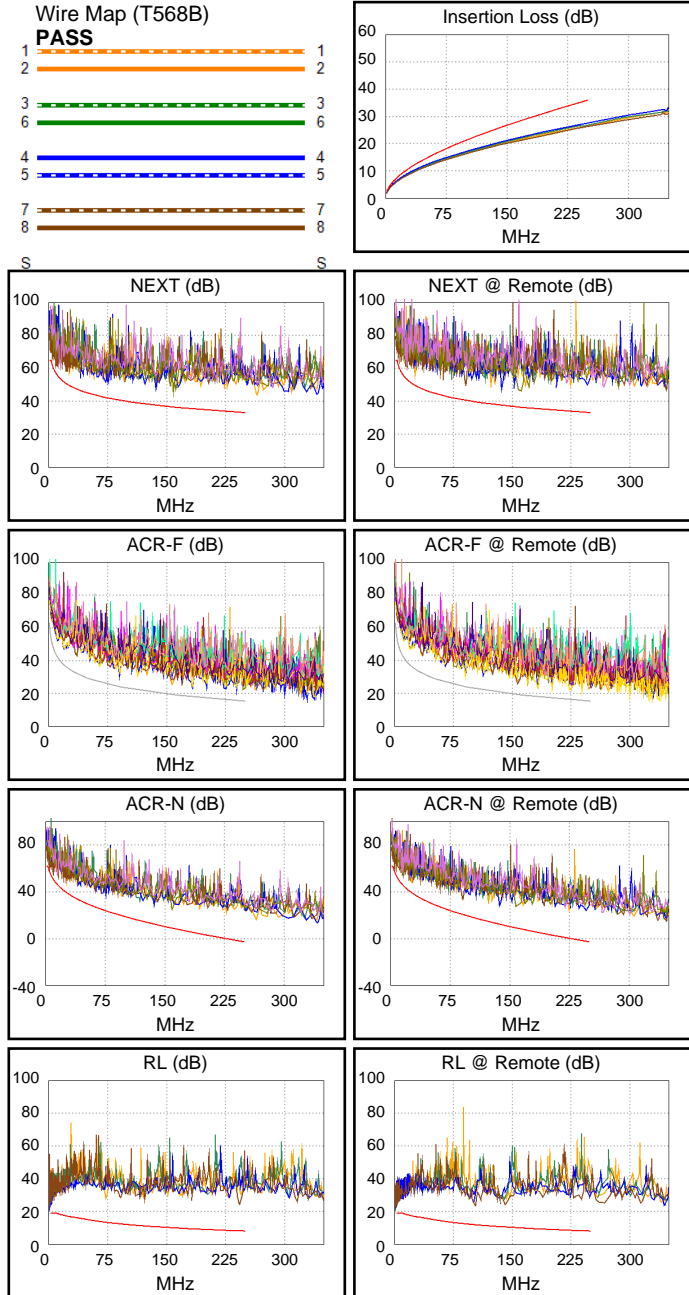 Wire Map (T568B)
PASS
1 1
2 2
3 3
6 6
4 4
5 5
7 7
8 8
S S
Insertion Loss (dB)
60
50
40
30
20
10
0
0 75 150 225 300
MHz
NEXT (dB)
100
80
60
40
20
0
0 75 150 225 300
MHz
NEXT @ Remote (dB)
100
80
60
40
20
0
0 75 150 225 300
MHz
ACR-F (dB)
100
80
60
40
20
0
0 75 150 225 300
MHz
ACR-F @ Remote (dB)
100
80
60
40
20
0
0 75 150 225 300
MHz
ACR-N (dB)
80
40
0
-40
0 75 150 225 300
MHz
ACR-N @ Remote (dB)
80
40
0
-40
0 75 150 225 300
MHz
RL (dB)
100
80
60
40
20
0
0 75 150 225 300
MHz
RL @ Remote (dB)
100
80
60
40
20
0
0 75 150 225 300
MHz